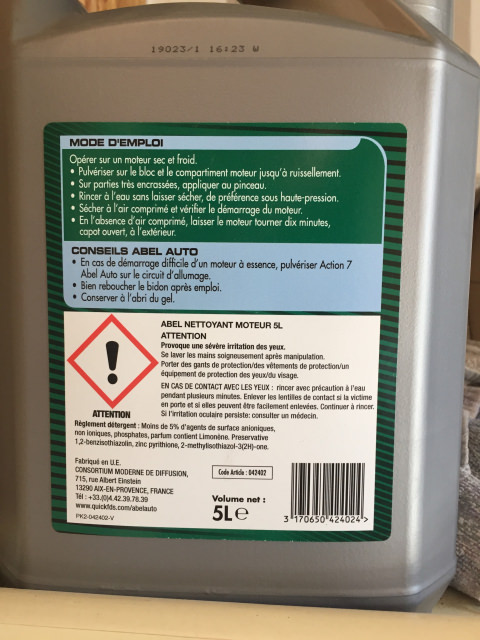 19023/1 16:23 W
MODE D'EMPLOI
Opérer sur un moteur sec et froid.
• Pulvériser sur le bloc et le compartiment moteur jusqu'à ruissellement.
• Sur parties très encrassées, appliquer au pinceau.
• Rincer à l'eau sans laisser sécher, de préférence sous haute-pression.
• Sécher à l'air comprimé et vérifier le démarrage du moteur.
• En l'absence d'air comprimé, laisser le moteur tourner dix minutes,
capot ouvert, à l'extérieur.
CONSEILS ABEL AUTO
• En cas de démarrage difficile d'un moteur à essence, pulvériser Action 7
Abel Auto sur le circuit d'allumage.
• Bien reboucher le bidon après emploi.
• Conserver à l'abri du gel.
ABEL NETTOYANT MOTEUR 5L
ATTENTION
Provoque une sévère irritation des yeux.
Se laver les mains soigneusement après manipulation.
Porter des gants de protection/des vêtements de protection/un
équipement de protection des yeux/du visage.
EN CAS DE CONTACT AVEC LES YEUX : rincer avec précaution à l'eau
pendant plusieurs minutes. Enlever les lentilles de contact si la victime
en porte et si elles peuvent être facilement enlevées. Continuer à rincer.
Si l'irritation oculaire persiste: consulter un médecin.
ATTENTION
Règlement détergent : Moins de 5% d'agents de surface anioniques,
non ioniques, phosphates, parfum contient Limonène. Preservative
1,2-benzisothiazolin, zinc pyrithione, 2-methylisothiazol-3(2H)-one.
Fabriqué en U.E.
CONSORTIUM MODERNE DE DIFFUSION,
715, rue Albert Einstein
13290 AIX-EN-PROVENCE, FRANCE
Tél : +33.(0)4.42.39.78.39
www.quickfds.com/abelauto
PK2-042402-V
Code Article : 042402
Volume net :
5L e
3 170650 424024 >